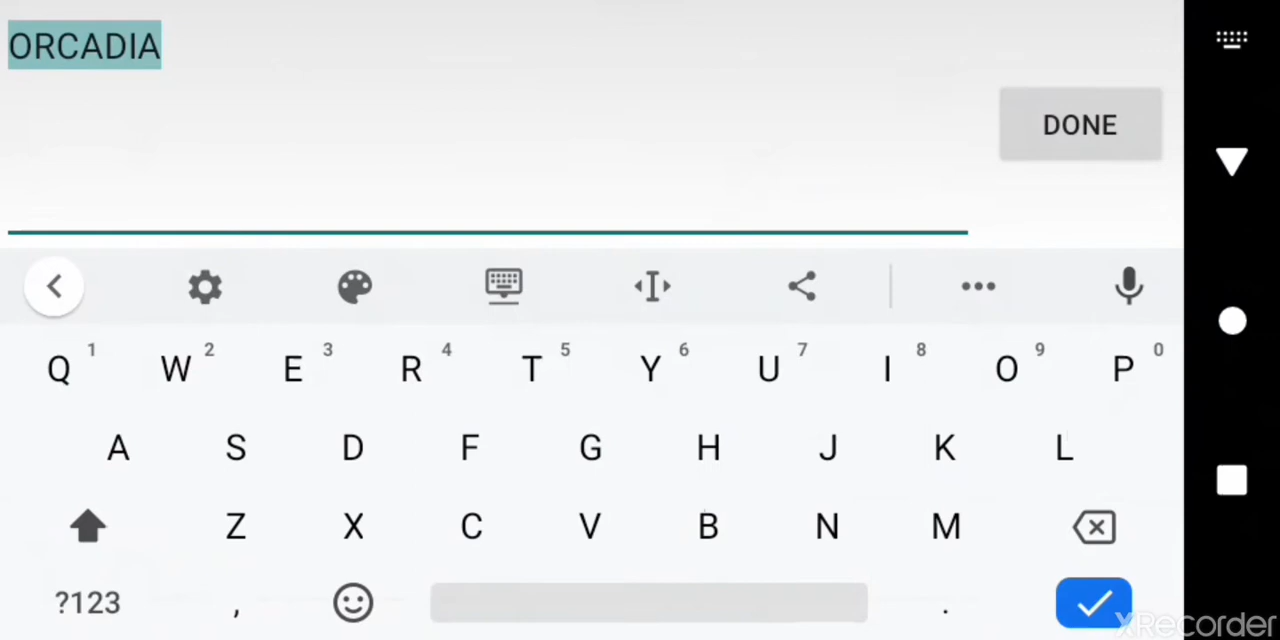 ORCADIA
DONE
Q 1 W 2 E 3 R 4 T 5 Y 6 U 7 I 8 O 9 P 0
A S D F G H J K L
Z X C V B N M
?123 , .
XRecorder